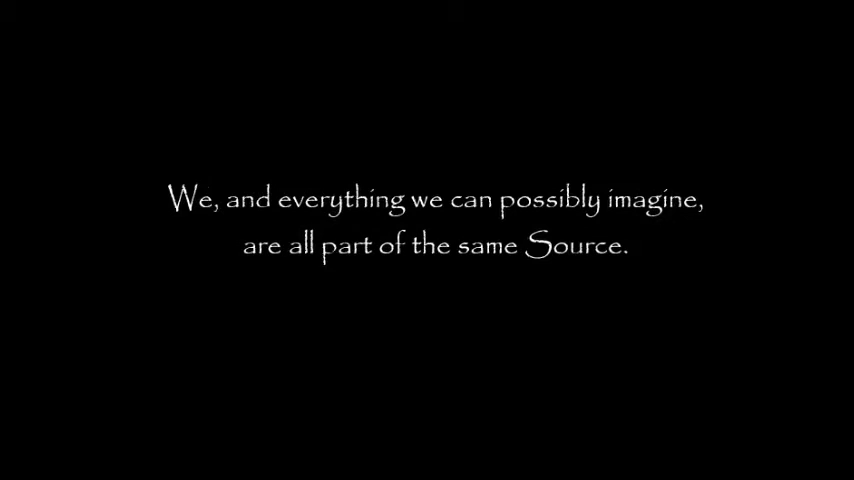 We, and everything we can possibly imagine,
are all part of the same Source.